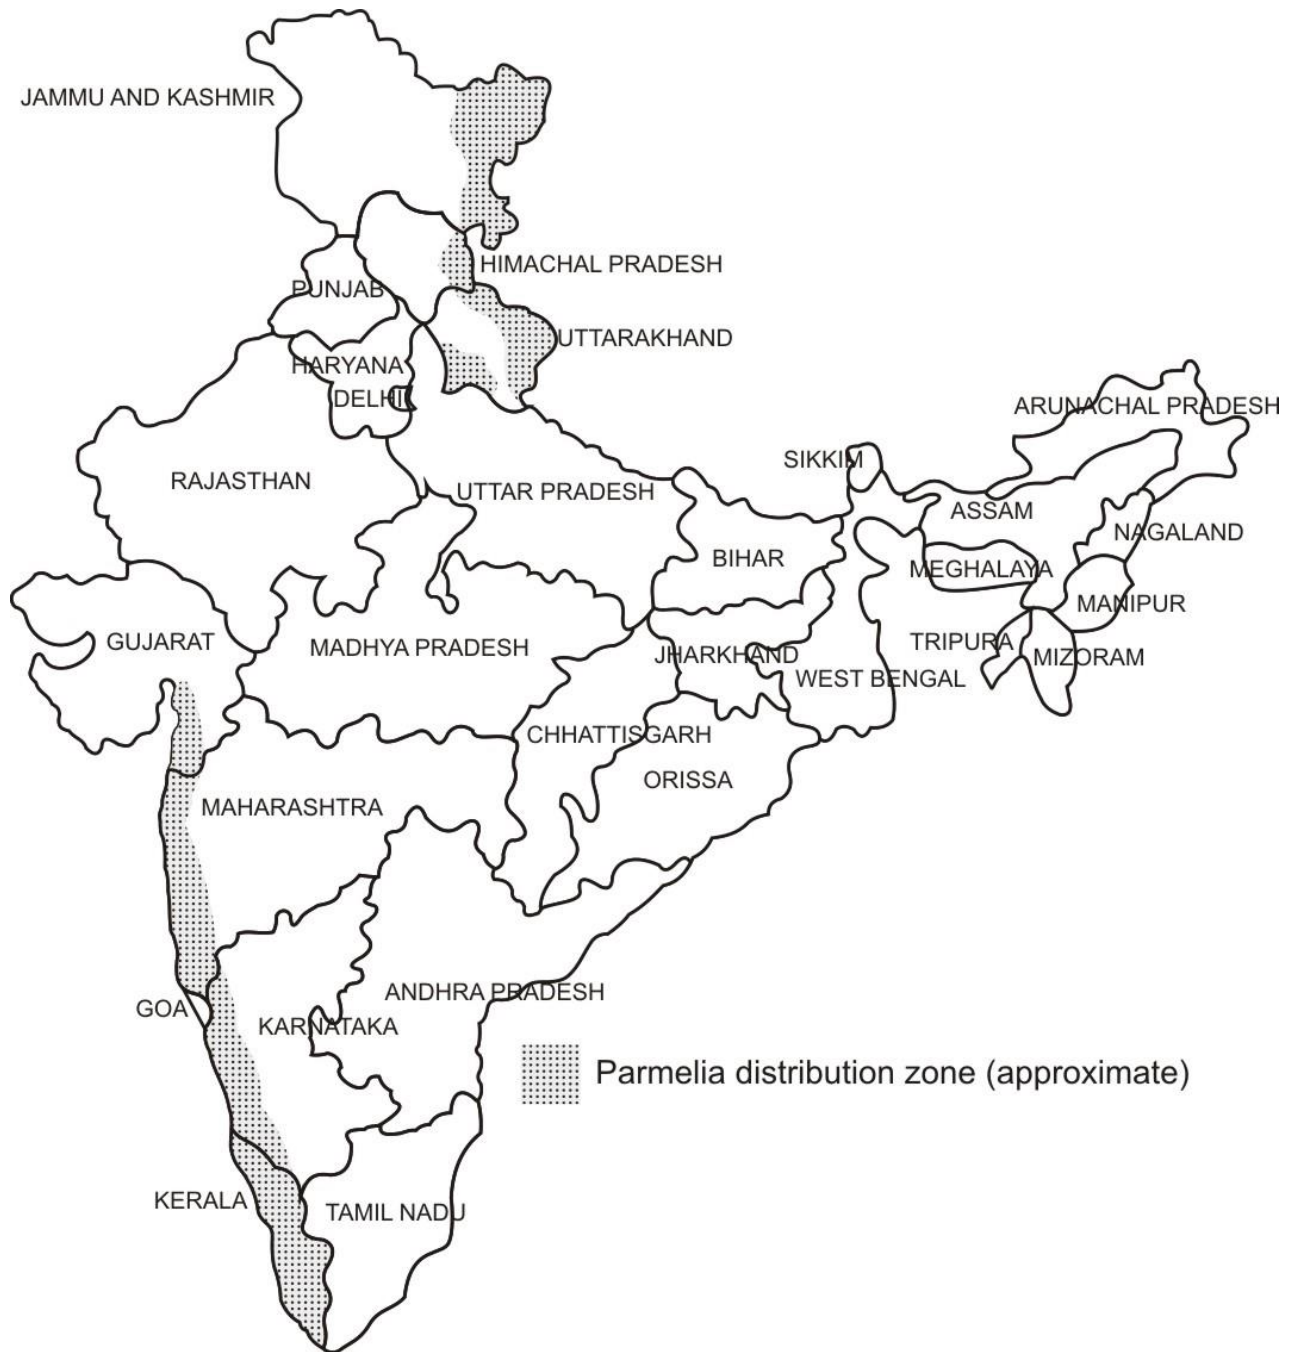 JAMMU AND KASHMIR
HIMACHAL PRADESH
PUNJAB
UTTARAKHAND
HARYANA
DELHI
ARUNACHAL PRADESH
SIKKIM
RAJASTHAN
UTTAR PRADESH
ASSAM
NAGALAND
BIHAR
MEGHALAYA
MANIPUR
GUJARAT
MADHYA PRADESH
TRIPURA
JHARKHAND
MIZORAM
WEST BENGAL
CHHATTISGARH
ORISSA
MAHARASHTRA
ANDHRA PRADESH
GOA
KARNATAKA
Parmelia distribution zone (approximate)
KERALA
TAMIL NADU